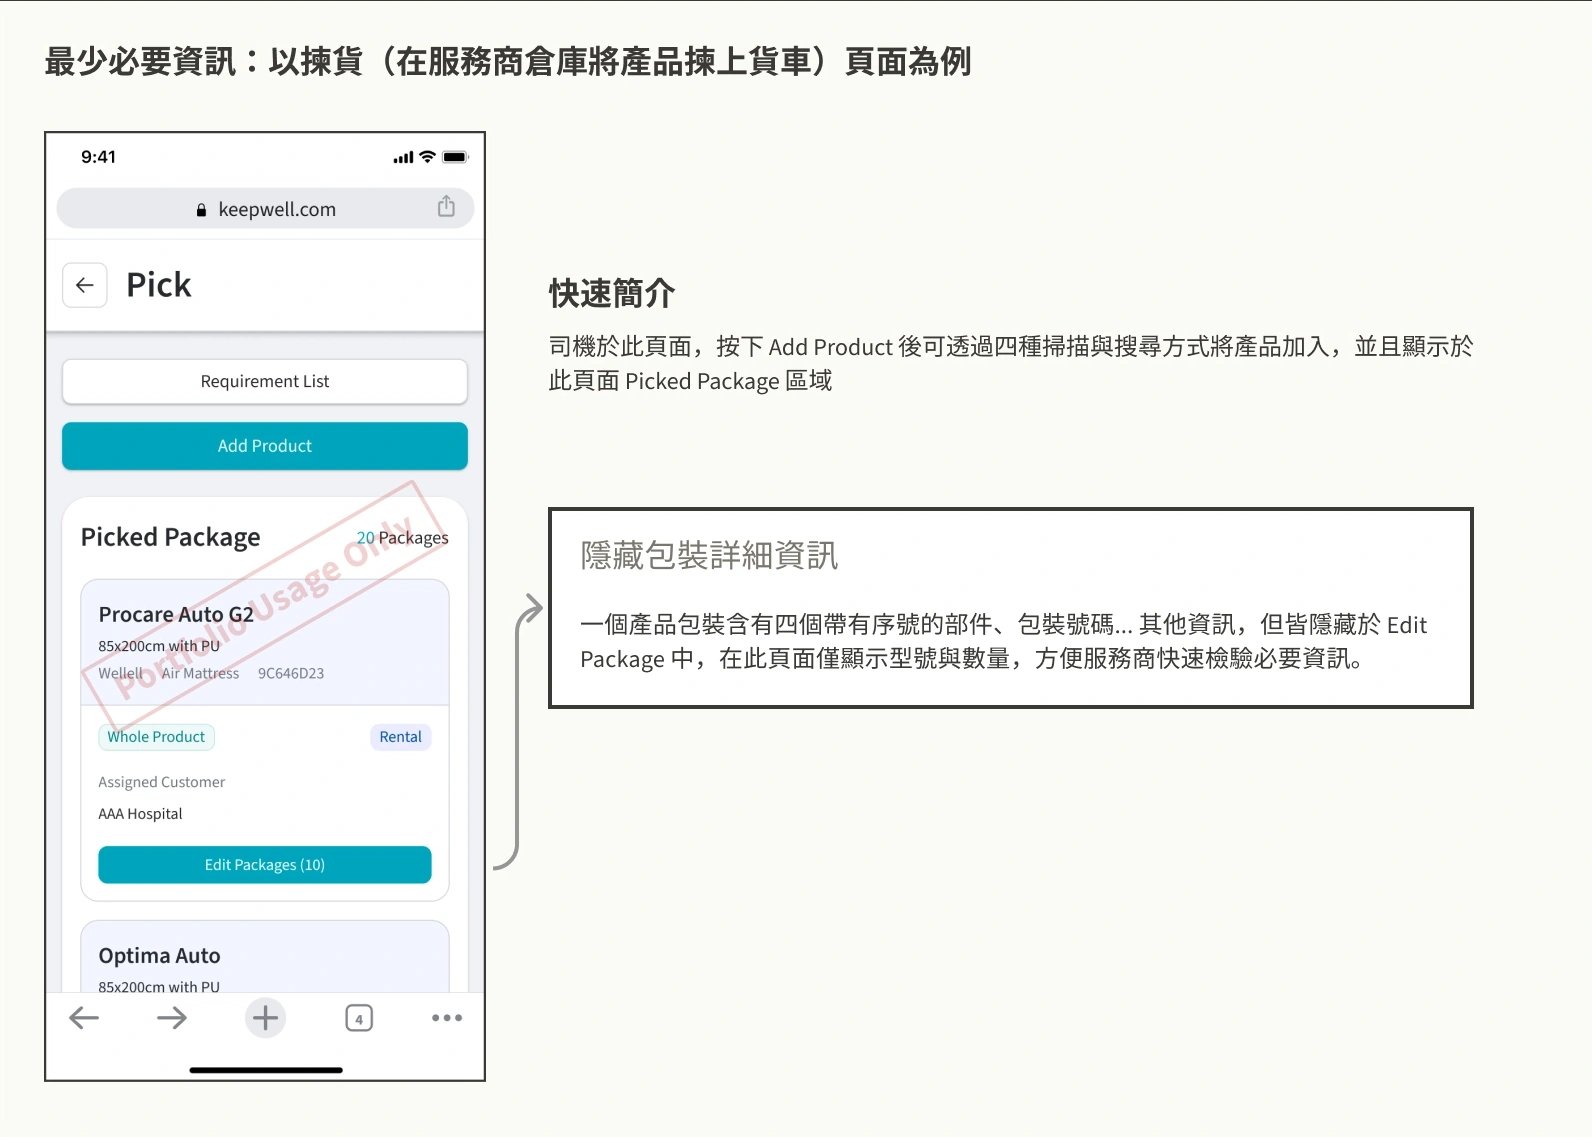 最少必要資訊：以揀貨（在服務商倉庫將產品揀上貨車）頁面為例
9:41
keepwell.com
Pick
Requirement List
Add Product
Picked Package
20 Packages
Procare Auto G2
85x200cm with PU
Wellell Air Mattress 9C646D23
Whole Product
Rental
Assigned Customer
AAA Hospital
Edit Packages (10)
Optima Auto
85x200cm with PU
4
Portfolio Usage Only
快速簡介
司機於此頁面，按下 Add Product 後可透過四種掃描與搜尋方式將產品加入，並且顯示於
此頁面 Picked Package 區域
隱藏包裝詳細資訊
一個產品包裝含有四個帶有序號的部件、包裝號碼... 其他資訊，但皆隱藏於 Edit
Package 中，在此頁面僅顯示型號與數量，方便服務商快速檢驗必要資訊。